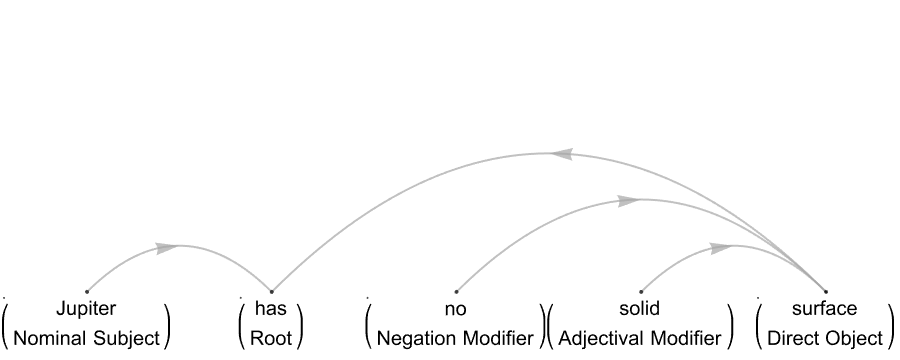 Jupiter has no solid surface
Nominal Subject Root Negation Modifier Adjectival Modifier Direct Object